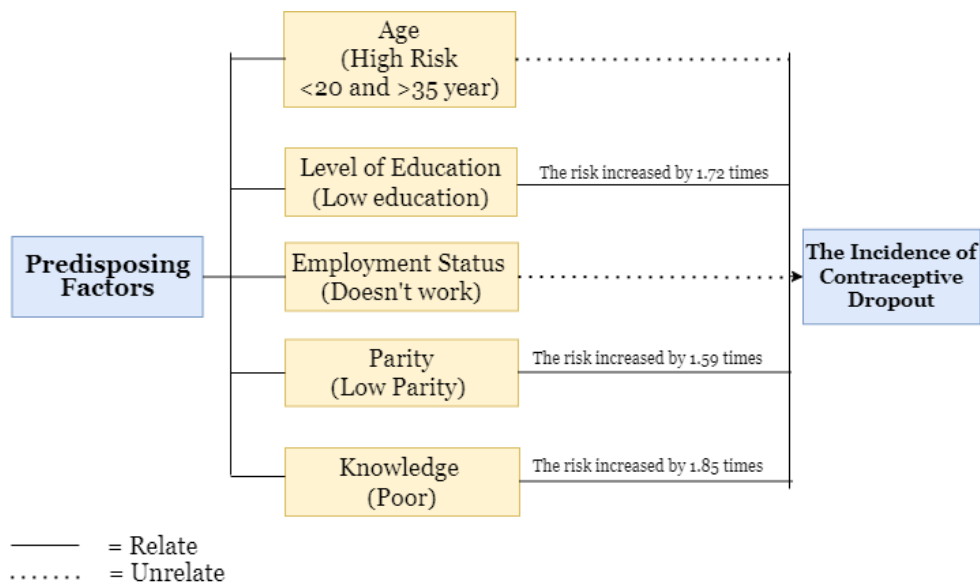 Age
(High Risk
<20 and >35 year)
Level of Education
(Low education)
The risk increased by 1.72 times
Predisposing
Factors
Employment Status
(Doesn't work)
The Incidence of
Contraceptive
Dropout
Parity
(Low Parity)
The risk increased by 1.59 times
Knowledge
(Poor)
The risk increased by 1.85 times
= Relate
= Unrelate